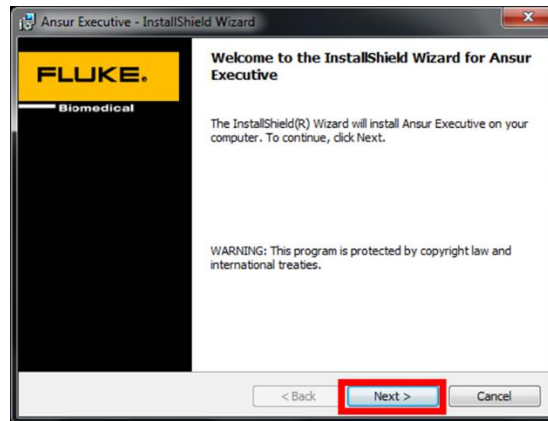 Ansur Executive - InstallShield Wizard
FLUKE®
Biomedical
Welcome to the InstallShield Wizard for Ansur
Executive
The InstallShield(R) Wizard will install Ansur Executive on your
computer. To continue, click Next.
WARNING: This program is protected by copyright law and
international treaties.
< Back
Next >
Cancel